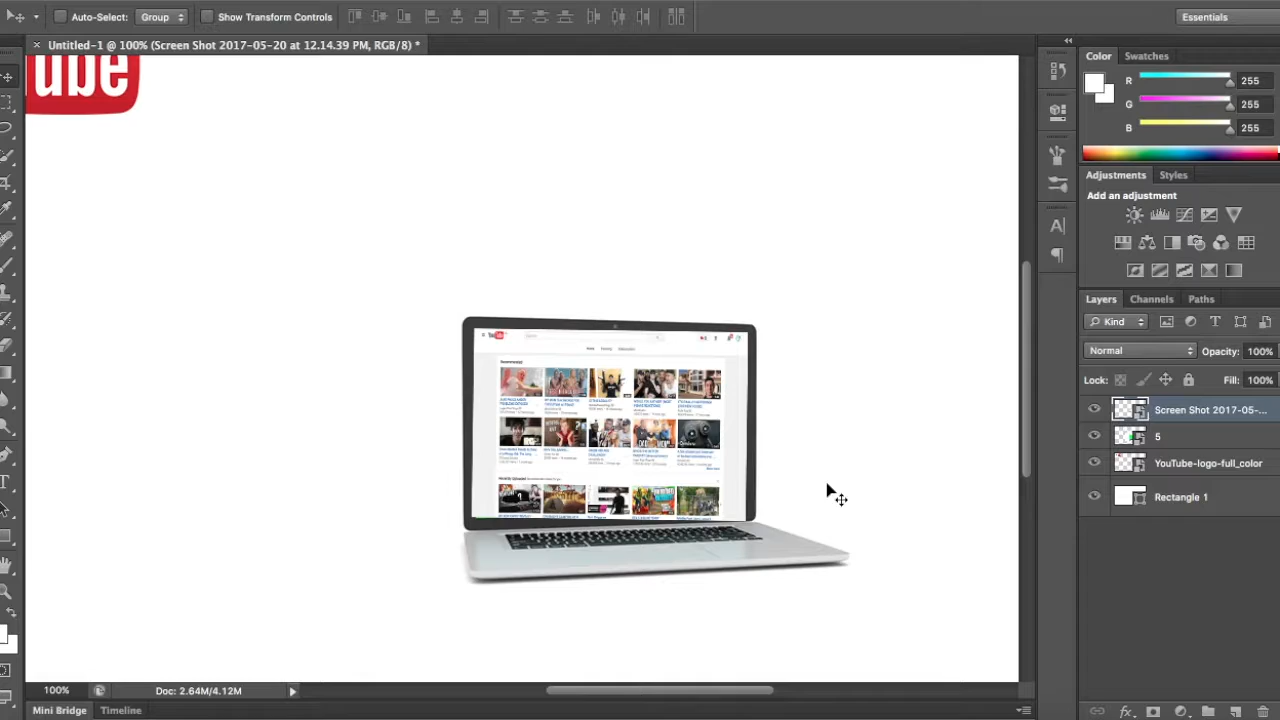 Auto-Select: Group Show Transform Controls Essentials
× Untitled-1 @ 100% (Screen Shot 2017-05-20 at 12.14.39 PM, RGB/8) *
ube
Color Swatches
R 255
G 255
B 255
Adjustments Styles
Add an adjustment
Layers Channels Paths
Kind
Normal Opacity: 100%
Lock: Fill: 100
Screen Shot 2017-05-...
5
YouTube-logo-full_color
Rectangle 1
Recommended
100% Doc: 2.64M/4.12M
Mini Bridge Timeline